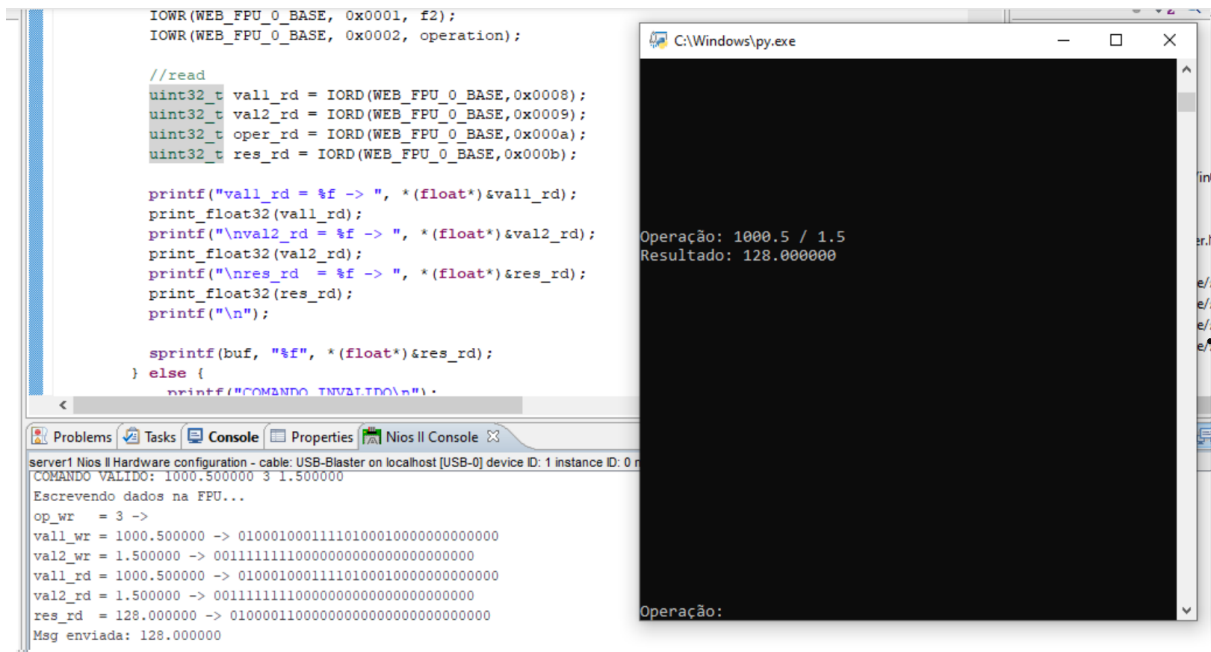 IOWR(WEB_FPU_0_BASE, 0x0001, f2);
IOWR(WEB_FPU_0_BASE, 0x0002, operation);
//read
uint32_t val1_rd = IORD(WEB_FPU_0_BASE,0x0008);
uint32_t val2_rd = IORD(WEB_FPU_0_BASE,0x0009);
uint32_t oper_rd = IORD(WEB_FPU_0_BASE,0x000a);
uint32_t res_rd = IORD(WEB_FPU_0_BASE,0x000b);
printf("val1_rd = %f -> ", *(float*)&val1_rd);
print_float32(val1_rd);
printf("\nval2_rd = %f -> ", *(float*)&val2_rd);
print_float32(val2_rd);
printf("\nres_rd  = %f -> ", *(float*)&res_rd);
print_float32(res_rd);
printf("\n");
sprintf(buf, "%f", *(float*)&res_rd);
} else {
printf("COMANDO INVALIDO\n");
C:\Windows\py.exe
Operação: 1000.5 / 1.5
Resultado: 128.000000
Operação:
Problems Tasks Console Properties Nios II Console
server1 Nios II Hardware configuration - cable: USB-Blaster on localhost [USB-0] device ID: 1 instance ID: 0
COMANDO VALIDO: 1000.500000 3 1.500000
Escrevendo dados na FPU...
op_wr   = 3 ->
val1_wr = 1000.500000 -> 01000100011110100010000000000000
val2_wr = 1.500000 -> 00111111110000000000000000000000
val1_rd = 1000.500000 -> 01000100011110100010000000000000
val2_rd = 1.500000 -> 00111111110000000000000000000000
res_rd  = 128.000000 -> 01000011000000000000000000000000
Msg enviada: 128.000000